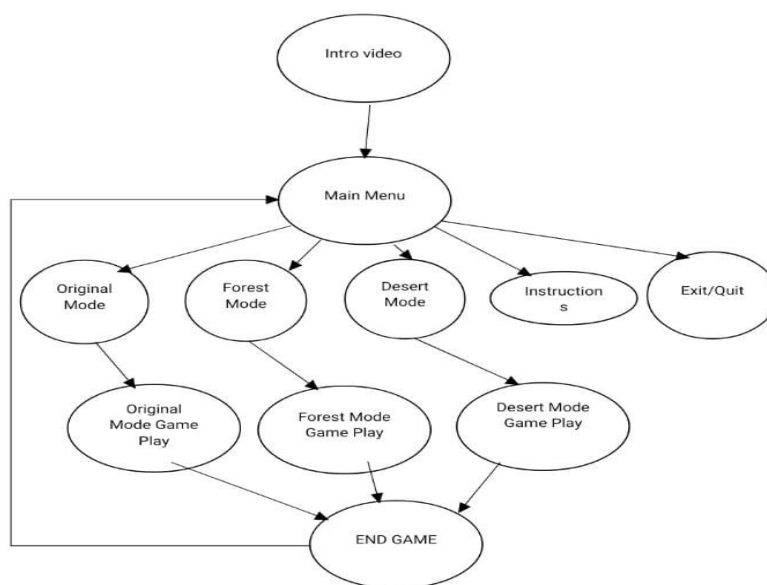 Intro video
Main Menu
Original
Mode
Forest
Mode
Desert
Mode
Instruction
s
Exit/Quit
Original
Mode Game
Play
Forest Mode
Game Play
Desert Mode
Game Play
END GAME